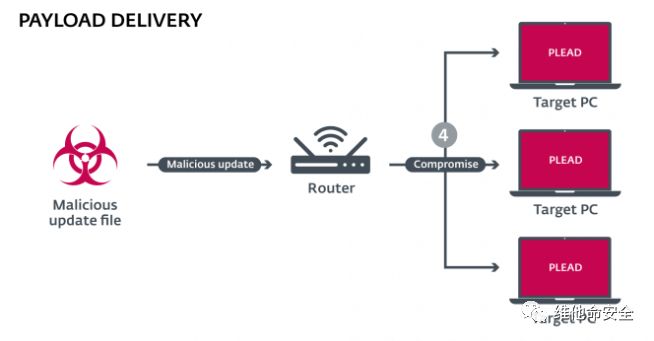 PAYLOAD DELIVERY
PLEAD
Target PC
4
Malicious update
Compromise
PLEAD
Router
Target PC
Malicious
update file
PLEAD
Target PC
维他命安全